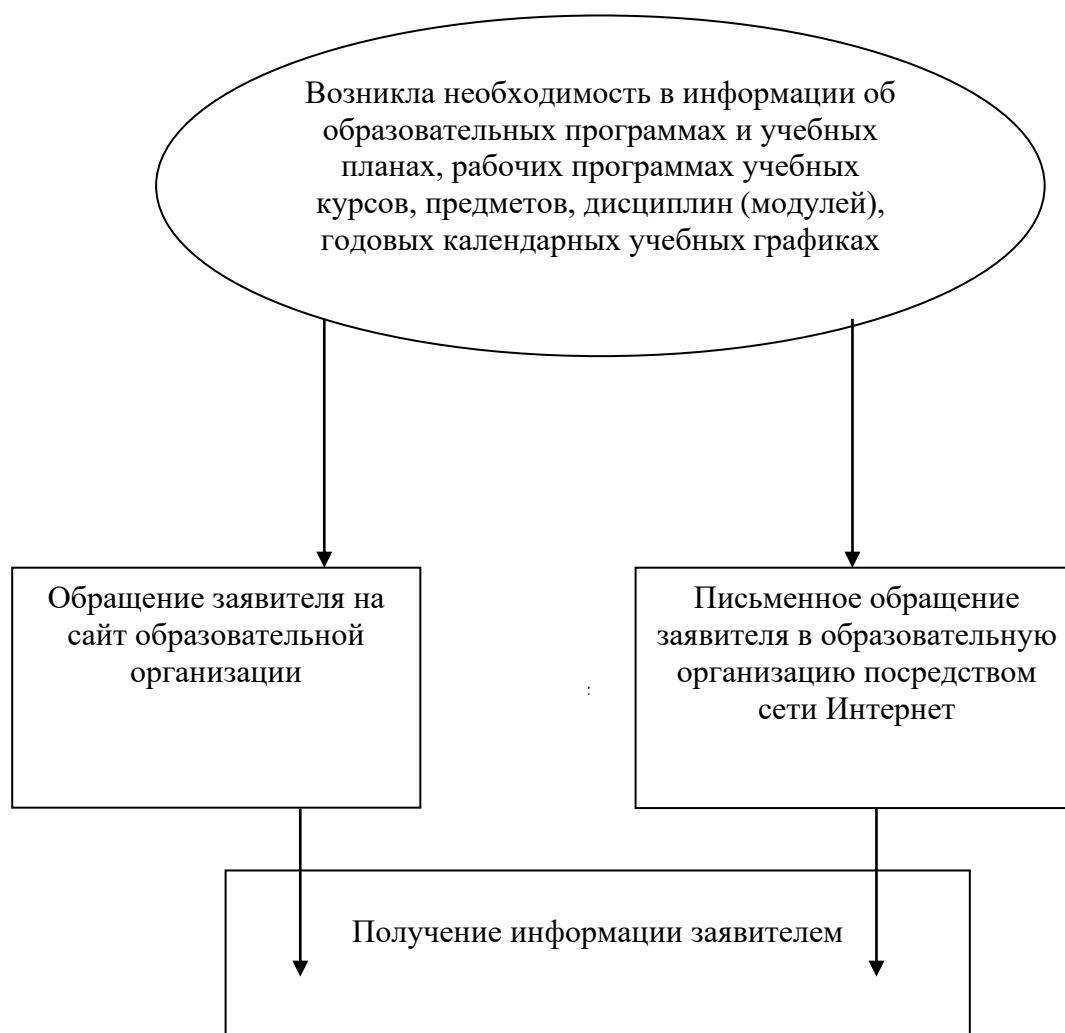 Возникла необходимость в информации об
образовательных программах и учебных
планах, рабочих программах учебных
курсов, предметов, дисциплин (модулей),
годовых календарных учебных графиках
Обращение заявителя на
сайт образовательной
организации
:
Письменное обращение
заявителя в образовательную
организацию посредством
сети Интернет
Получение информации заявителем